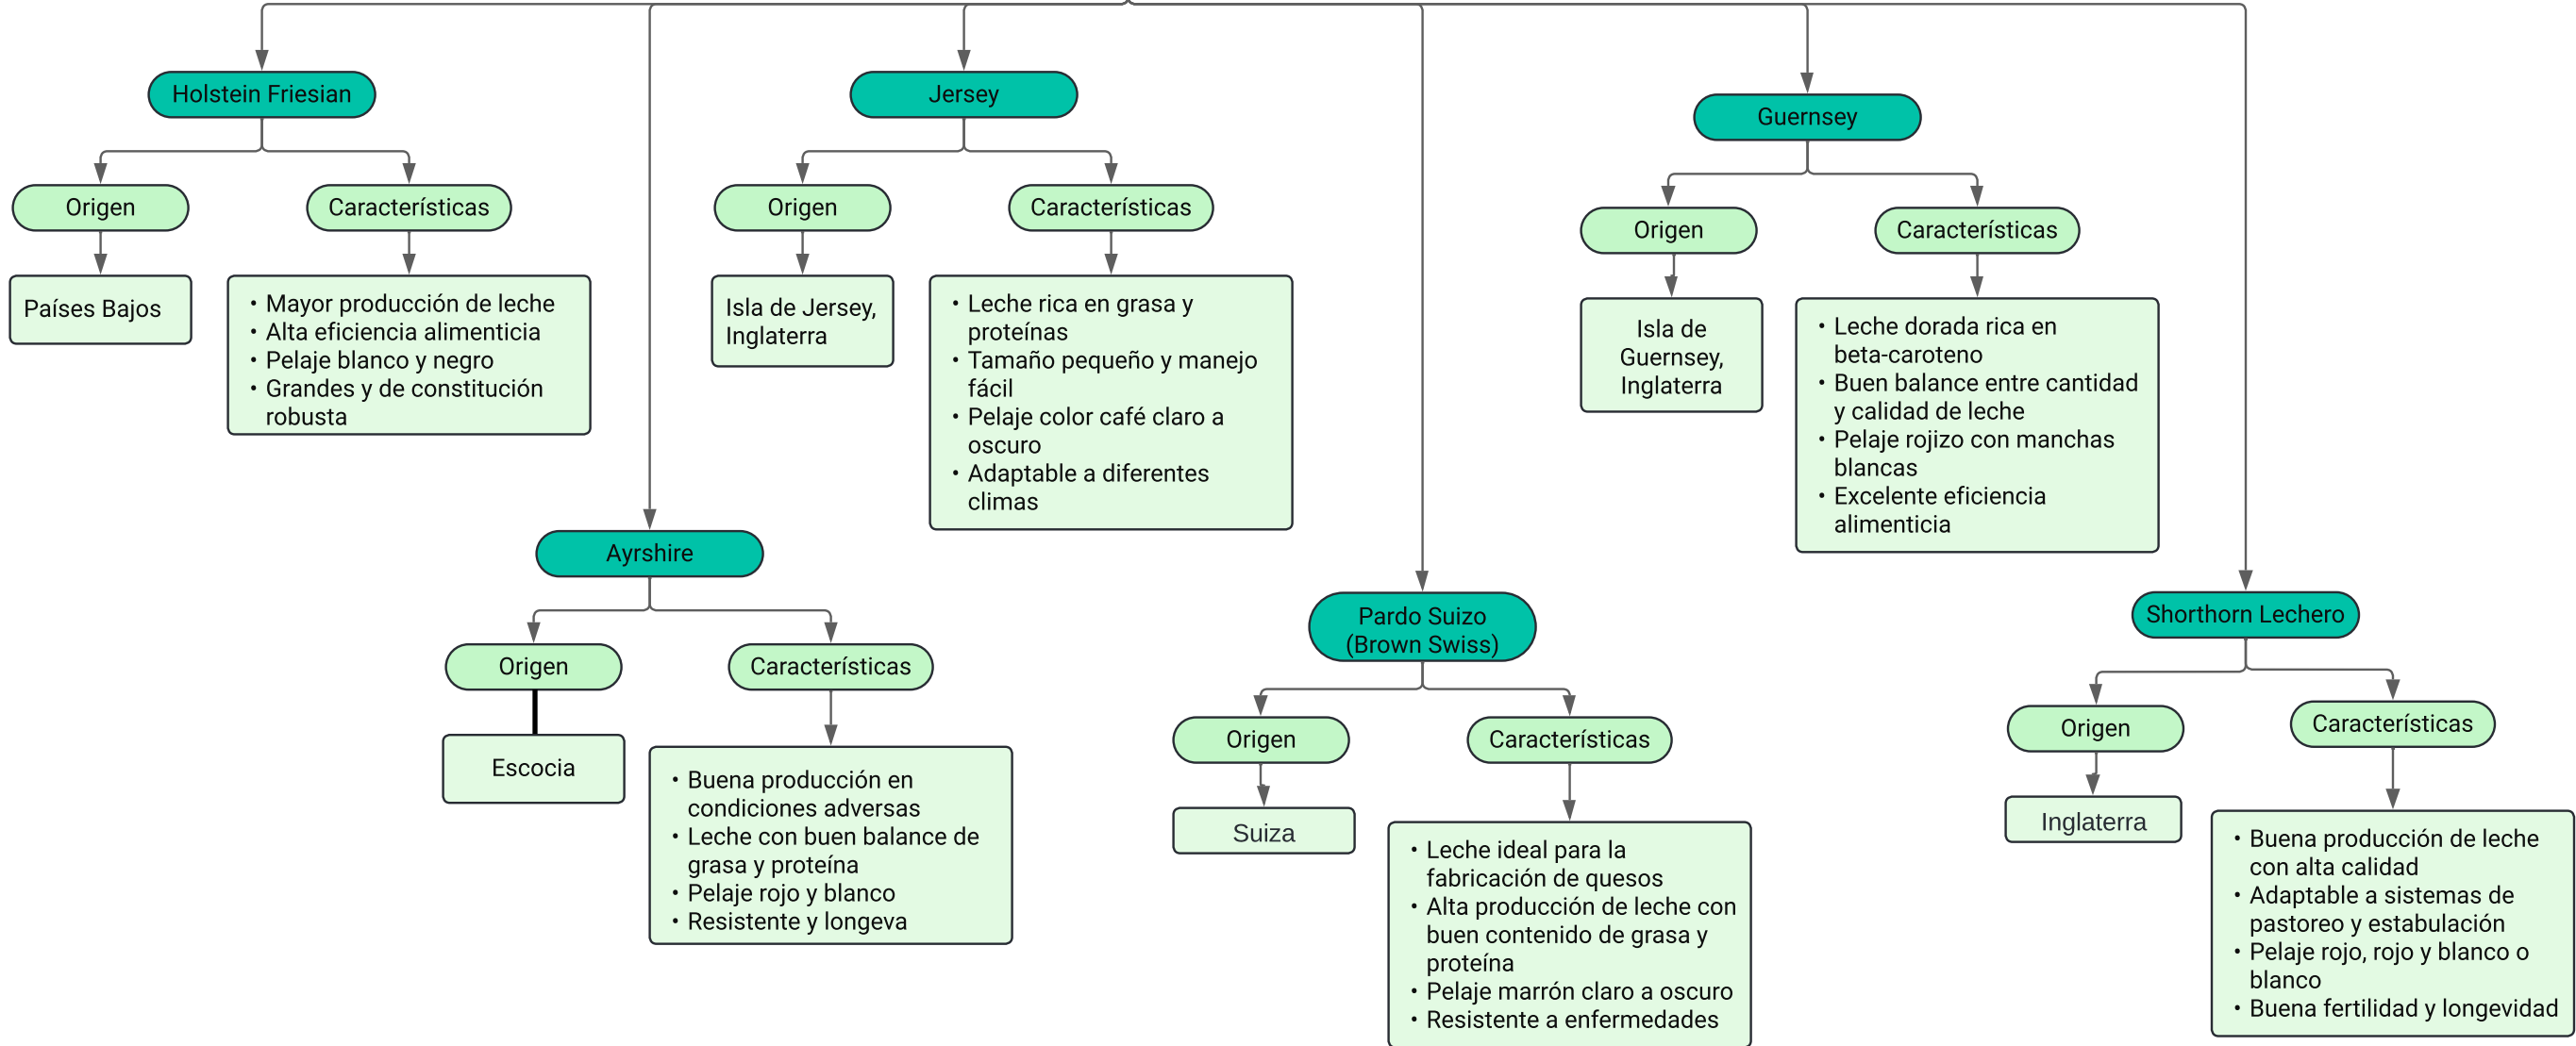 Holstein Friesian
Origen
Características
Países Bajos
• Mayor producción de leche
• Alta eficiencia alimenticia
• Pelaje blanco y negro
• Grandes y de constitución
robusta
Ayrshire
Origen
Características
Escocia
• Buena producción en
condiciones adversas
• Leche con buen balance de
grasa y proteína
• Pelaje rojo y blanco
• Resistente y longeva
Jersey
Origen
Características
Isla de Jersey,
Inglaterra
• Leche rica en grasa y
proteínas
• Tamaño pequeño y manejo
fácil
• Pelaje color café claro a
oscuro
• Adaptable a diferentes
climas
Pardo Suizo
(Brown Swiss)
Origen
Características
Suiza
• Leche ideal para la
fabricación de quesos
• Alta producción de leche con
buen contenido de grasa y
proteína
• Pelaje marrón claro a oscuro
• Resistente a enfermedades
Guernsey
Origen
Características
Isla de
Guernsey,
Inglaterra
• Leche dorada rica en
beta-caroteno
• Buen balance entre cantidad
y calidad de leche
• Pelaje rojizo con manchas
blancas
• Excelente eficiencia
alimenticia
Shorthorn Lechero
Origen
Características
Inglaterra
• Buena producción de leche
con alta calidad
• Adaptable a sistemas de
pastoreo y estabulación
• Pelaje rojo, rojo y blanco o
blanco
• Buena fertilidad y longevidad